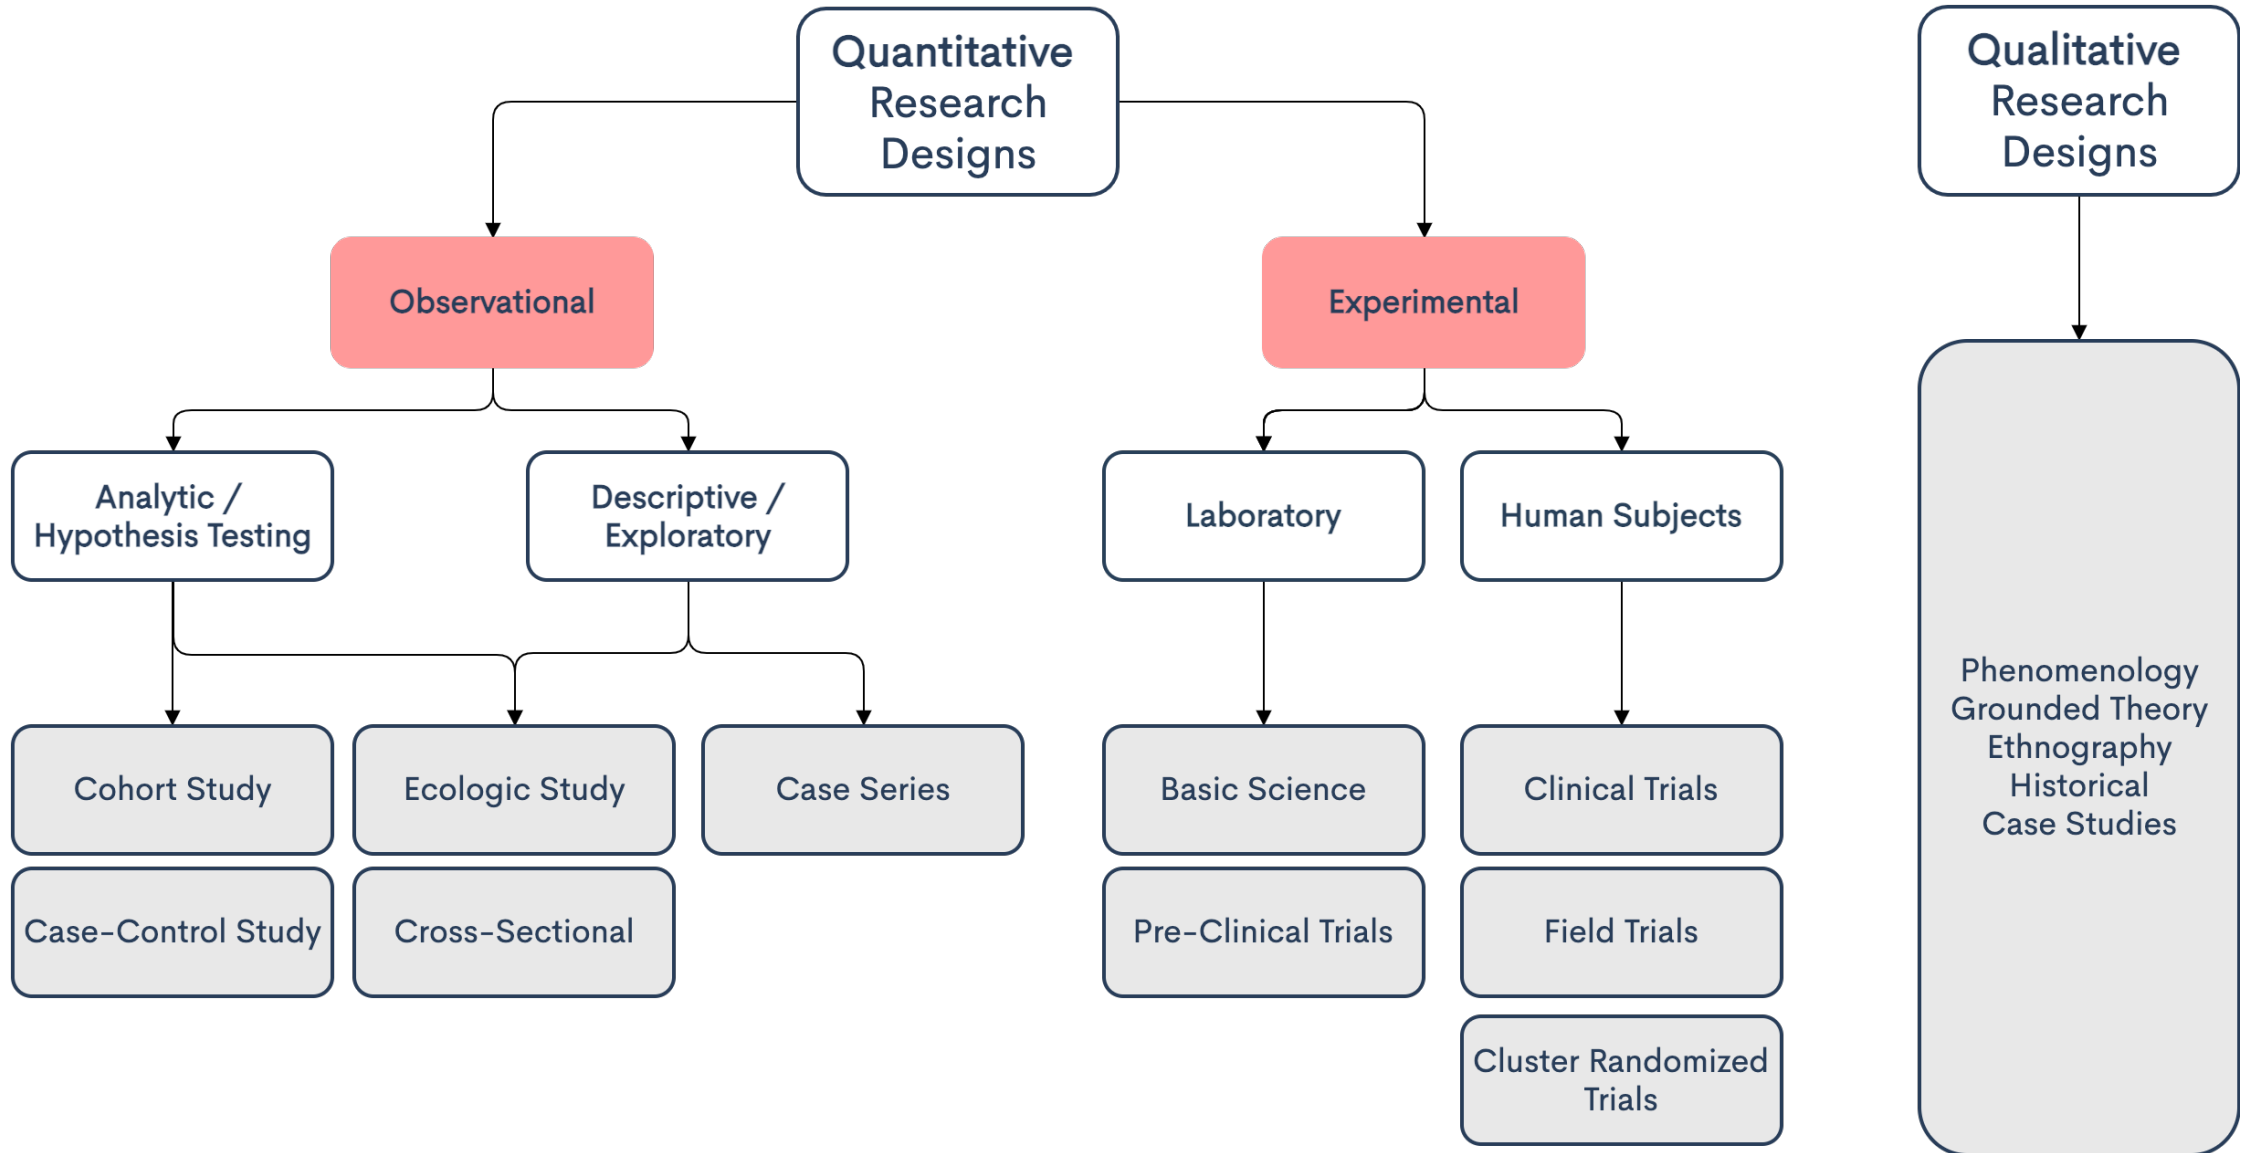 Quantitative
Research
Designs
Qualitative
Research
Designs
Observational
Experimental
Analytic /
Hypothesis Testing
Descriptive /
Exploratory
Laboratory
Human Subjects
Cohort Study
Ecologic Study
Case Series
Basic Science
Clinical Trials
Case-Control Study
Cross-Sectional
Pre-Clinical Trials
Field Trials
Cluster Randomized
Trials
Phenomenology
Grounded Theory
Ethnography
Historical
Case Studies